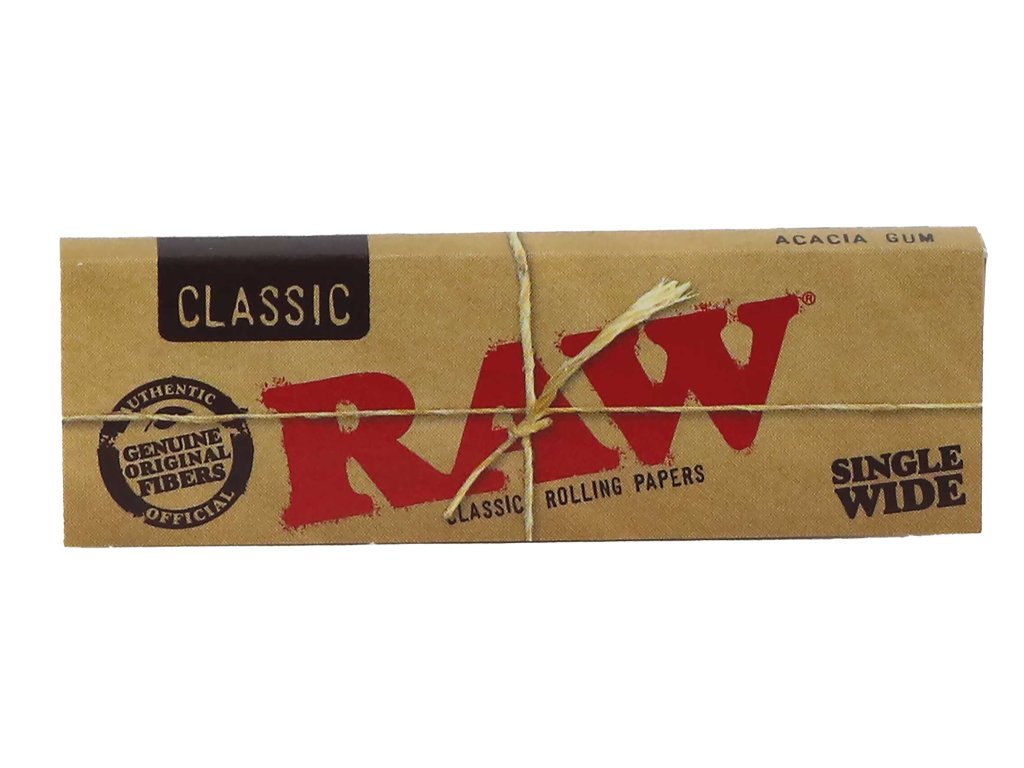 ACACIA GUM
CLASSIC
RAW®
AUTHENTIC
GENUINE
ORIGINAL
FIBERS
OFFICIAL
CLASSIC ROLLING PAPERS
SINGLE
WIDE